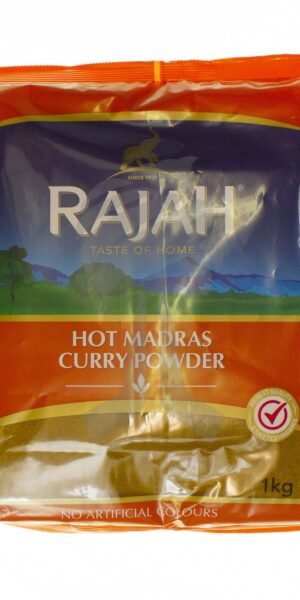 SINCE 1931
RAJAH®
TASTE OF HOME
HOT MADRAS
CURRY POWDER
1kg
NO ARTIFICIAL COLOURS